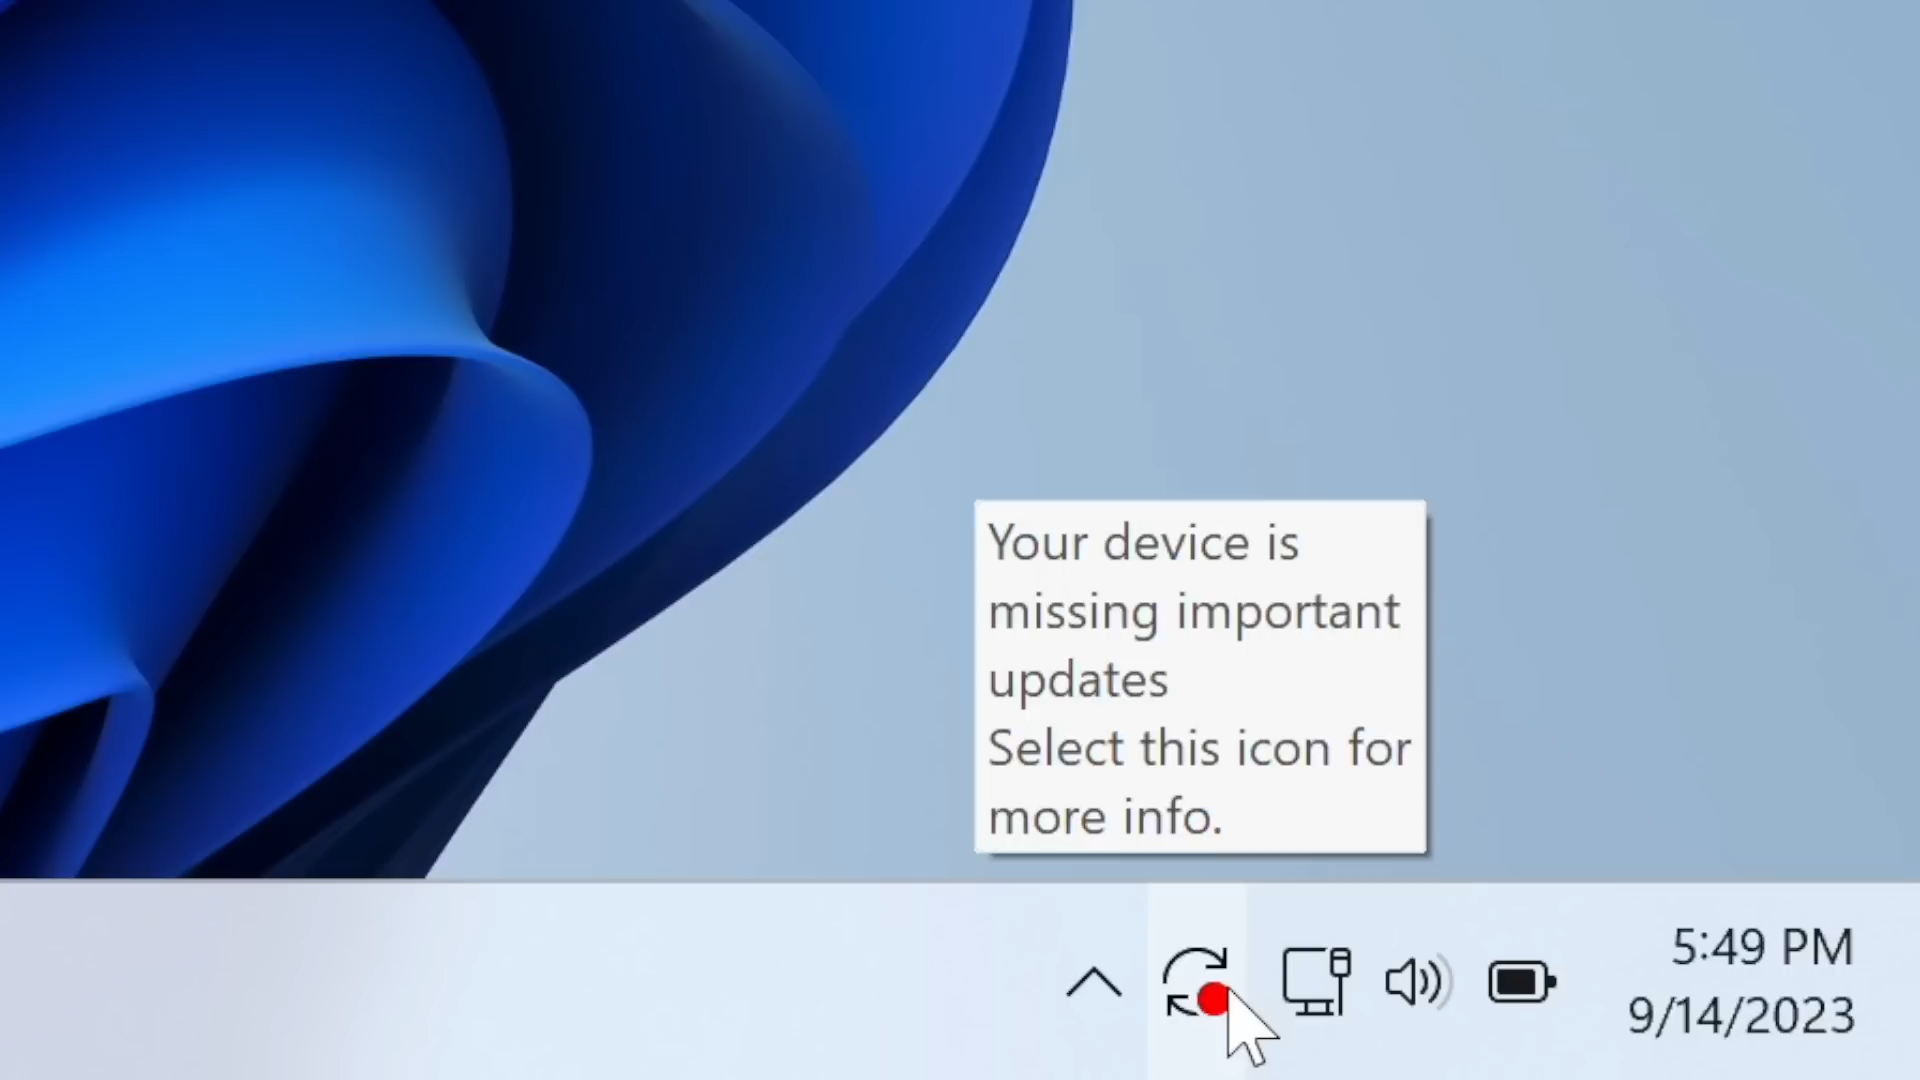 Your device is
missing important
updates
Select this icon for
more info.
5:49 PM
9/14/2023